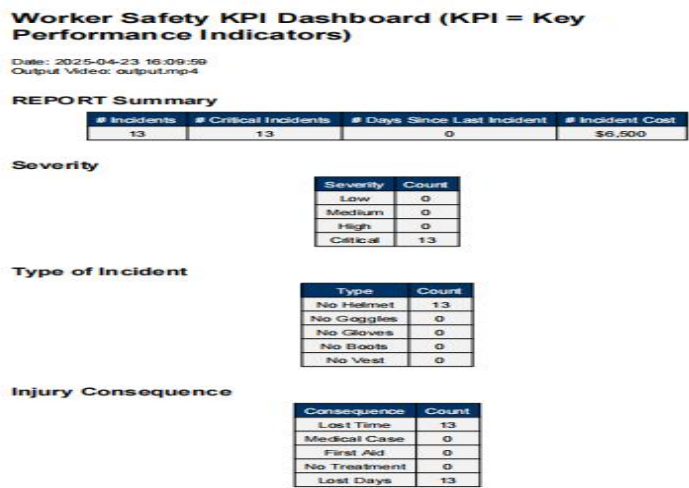 Worker Safety KPI Dashboard (KPI = Key
Performance Indicators)
Date: 2025-04-23 16:09:59
Output Video: output.mp4
REPORT Summary
# Incidents # Critical Incidents # Days Since Last Incident # Incident Cost
13 13 0 $6,500
Severity
Severity Count
Low 0
Medium 0
High 0
Critical 13
Type of Incident
Type Count
No Helmet 13
No Goggles 0
No Gloves 0
No Boots 0
No Vest 0
Injury Consequence
Consequence Count
Lost Time 13
Medical Case 0
First Aid 0
No Treatment 0
Lost Days 13